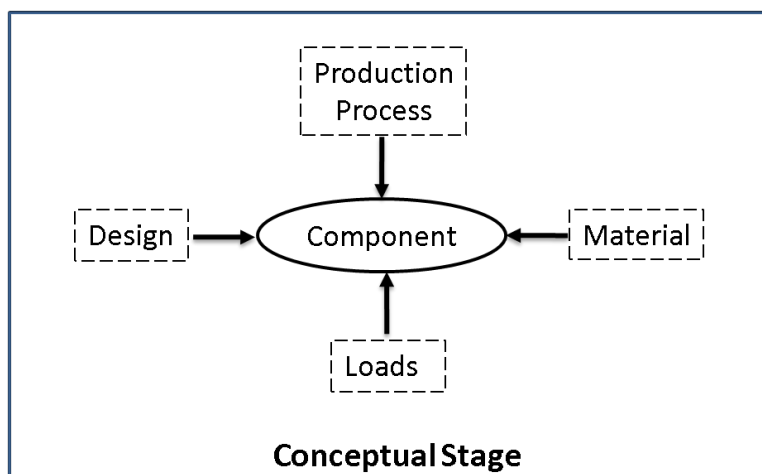 Production
Process
Design
Component
Material
Loads
Conceptual Stage